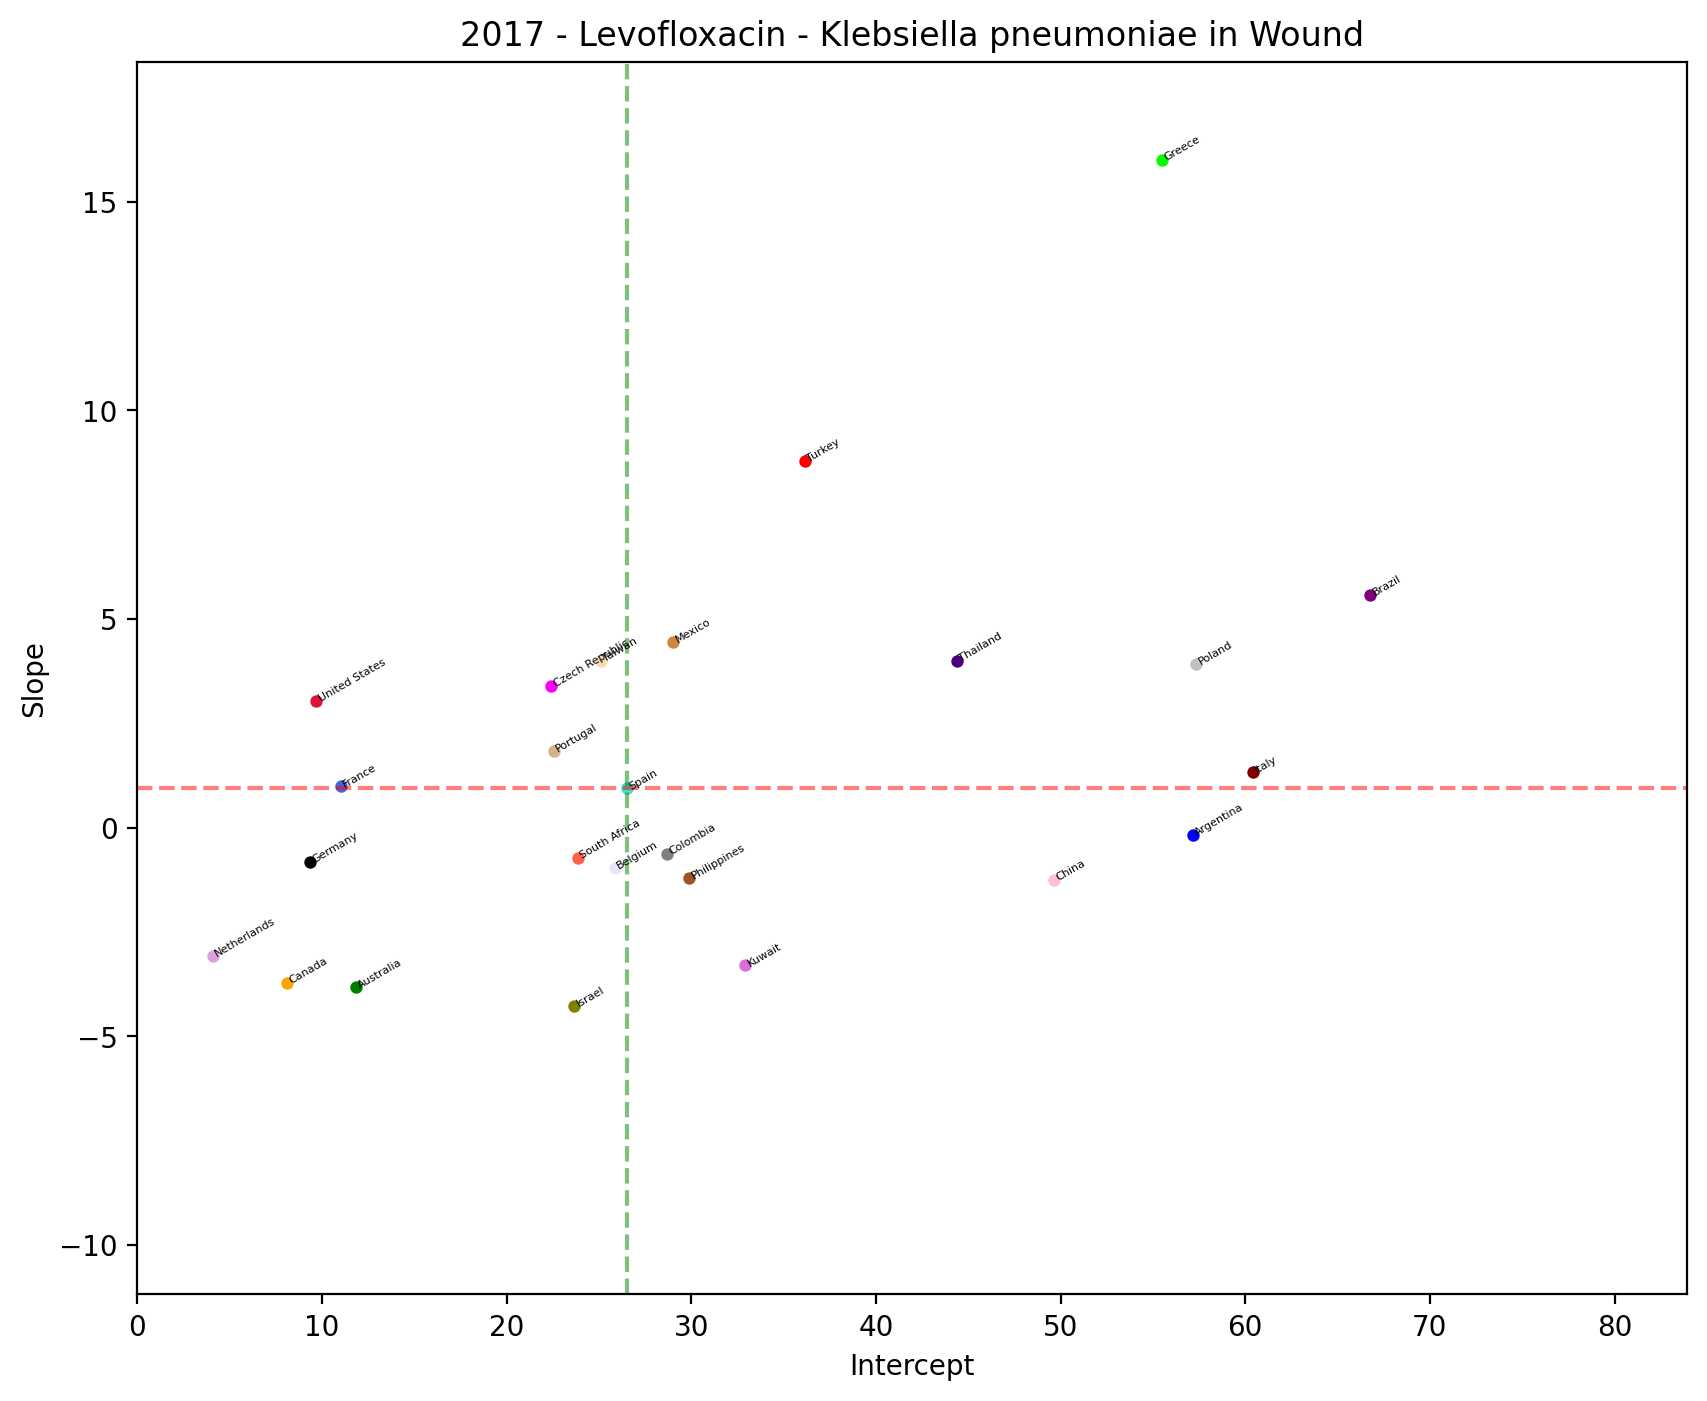 2017 - Levofloxacin - Klebsiella pneumoniae in Wound
Slope
15
10
5
0
−5
−10
Greece
Turkey
Brazil
Mexico
Czech Republic
Taiwan
Thailand
Poland
United States
Portugal
France
Spain
Italy
Argentina
Germany
South Africa
Belgium
Colombia
Philippines
China
Netherlands
Canada
Australia
Israel
Kuwait
0 10 20 30 40 50 60 70 80
Intercept